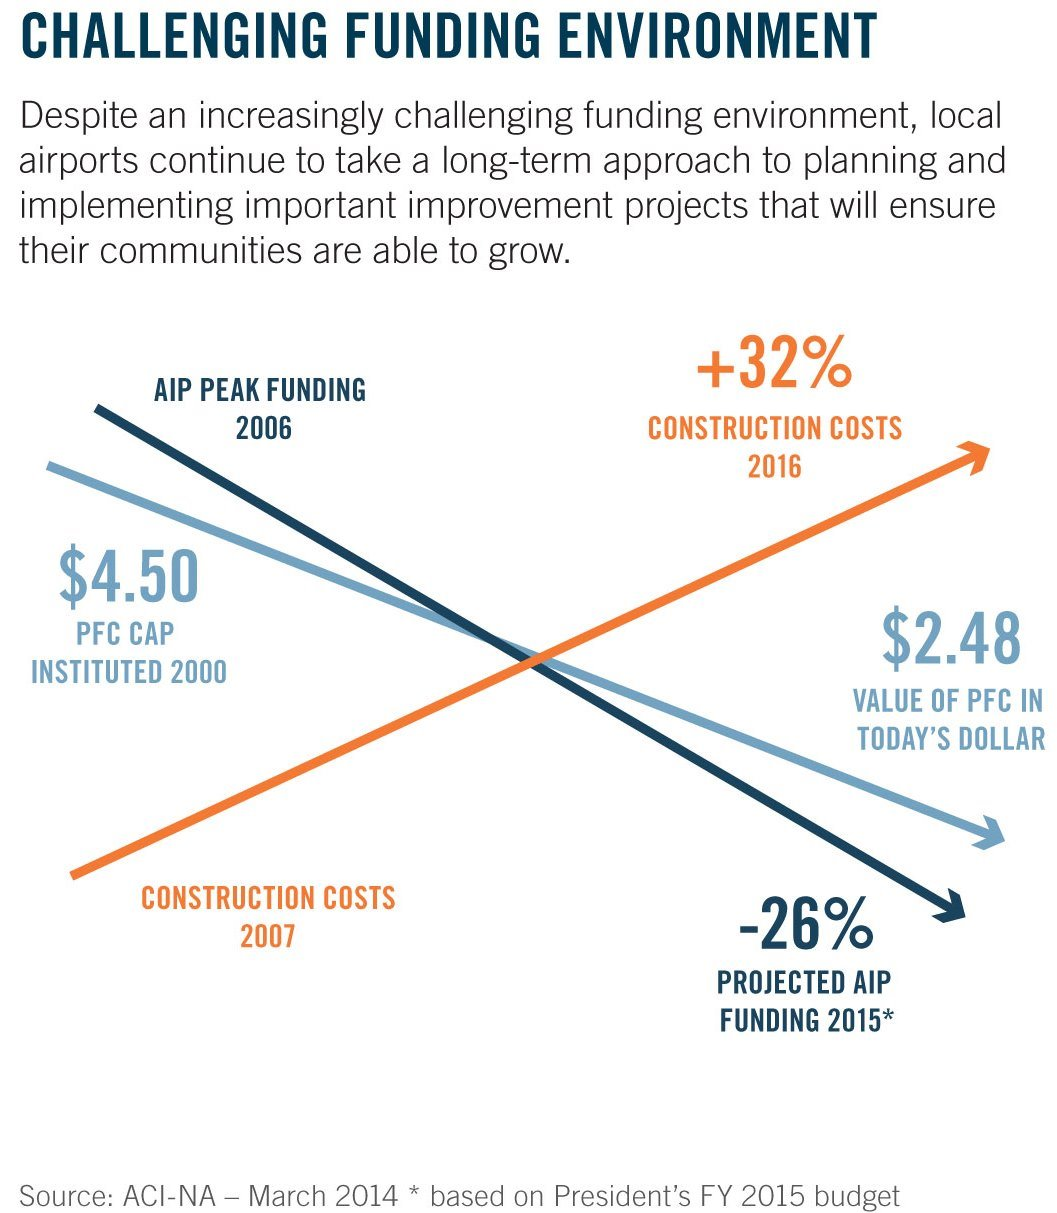 CHALLENGING FUNDING ENVIRONMENT
Despite an increasingly challenging funding environment, local
airports continue to take a long-term approach to planning and
implementing important improvement projects that will ensure
their communities are able to grow.
+32%
CONSTRUCTION COSTS
2016
AIP PEAK FUNDING
2006
$4.50
PFC CAP
INSTITUTED 2000
$2.48
VALUE OF PFC IN
TODAY’S DOLLAR
CONSTRUCTION COSTS
2007
-26%
PROJECTED AIP
FUNDING 2015*
Source: ACI-NA – March 2014 * based on President’s FY 2015 budget